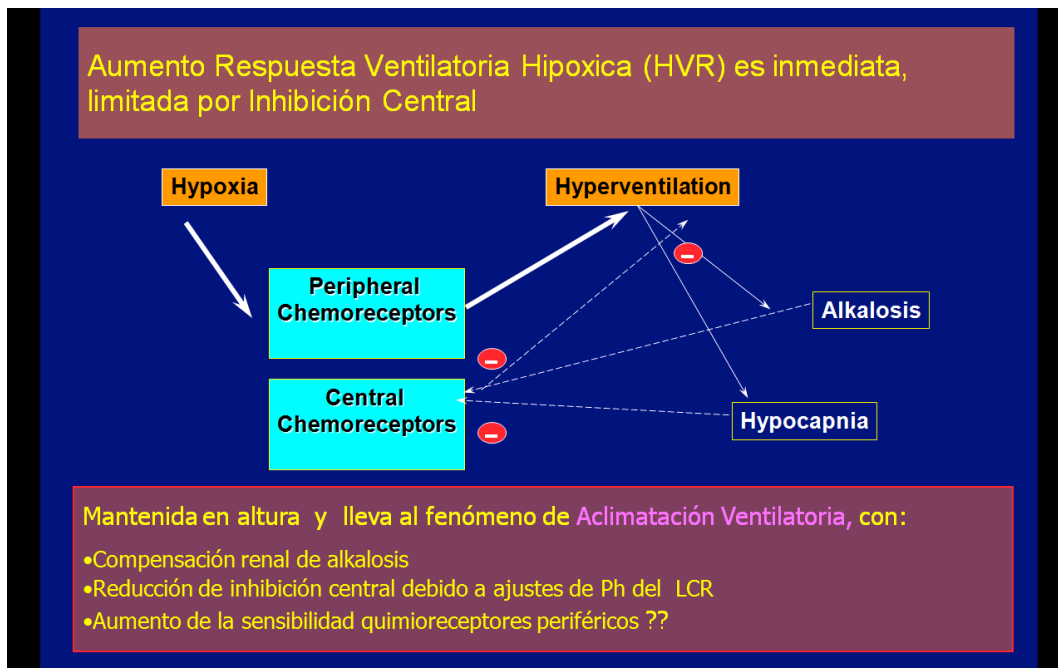 Aumento Respuesta Ventilatoria Hipoxica (HVR) es inmediata,
limitada por Inhibición Central
Hypoxia
Hyperventilation
Peripheral
Chemoreceptors
Alkalosis
Central
Chemoreceptors
Hypocapnia
Mantenida en altura y lleva al fenómeno de Aclimatación Ventilatoria, con:
•Compensación renal de alkalosis
•Reducción de inhibición central debido a ajustes de Ph del LCR
•Aumento de la sensibilidad quimioreceptores periféricos ??